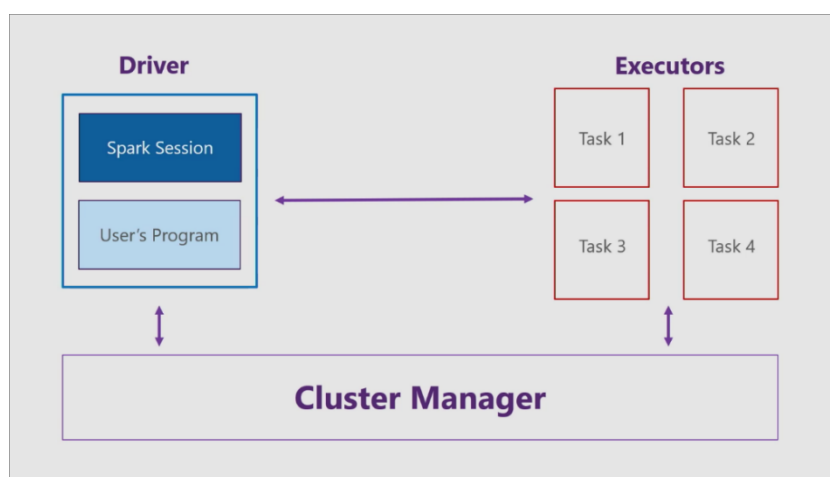 Driver
Executors
Spark Session
User's Program
Task 1
Task 2
Task 3
Task 4
Cluster Manager